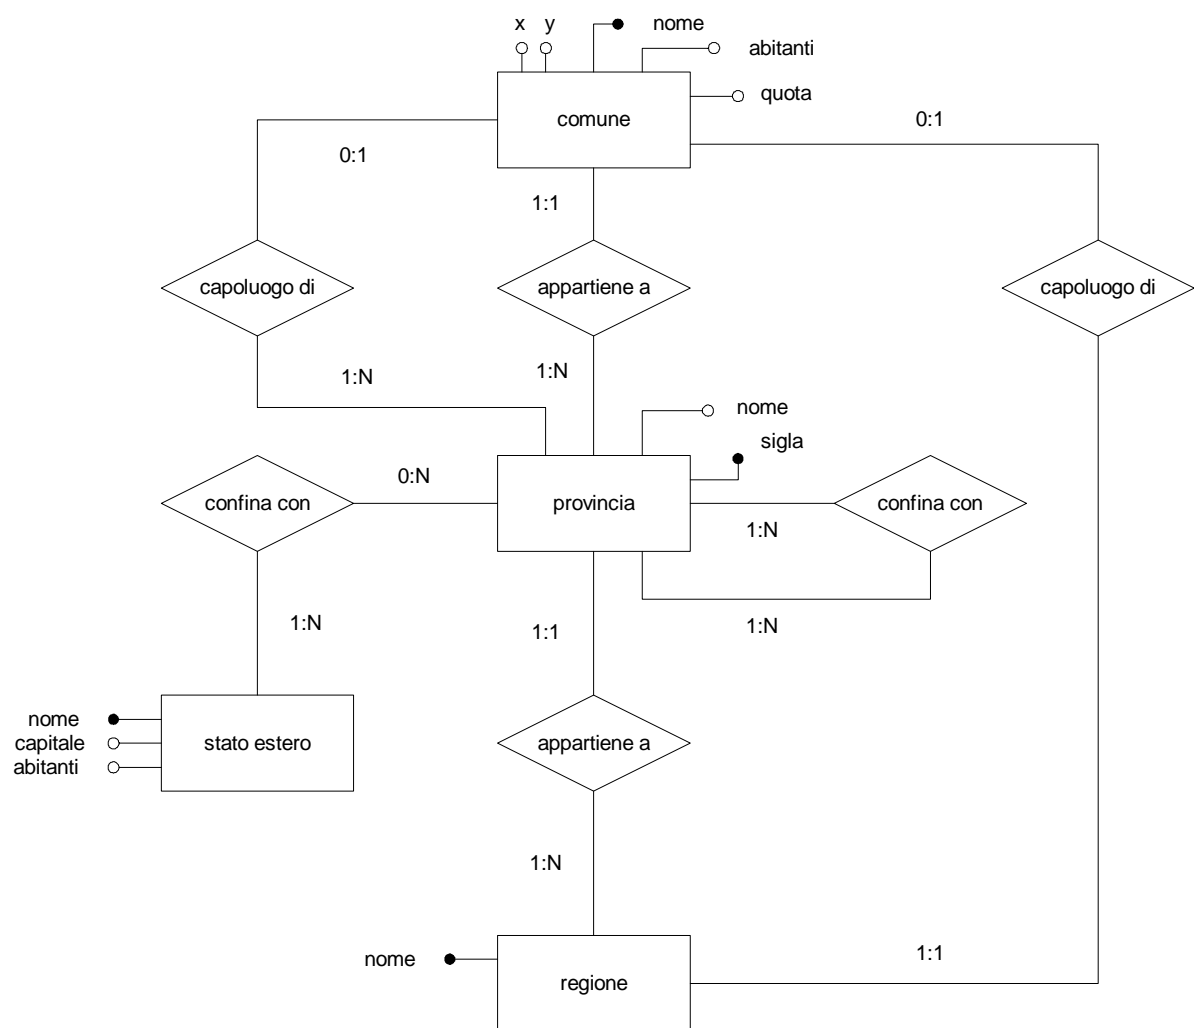 x y nome
abitanti
quota
comune
0:1
0:1
1:1
capoluogo di
appartiene a
capoluogo di
1:N
1:N
nome
sigla
0:N
confina con
provincia
confina con
1:N
1:N
1:1
1:N
nome
capitale
abitanti
stato estero
appartiene a
1:N
nome
regione
1:1